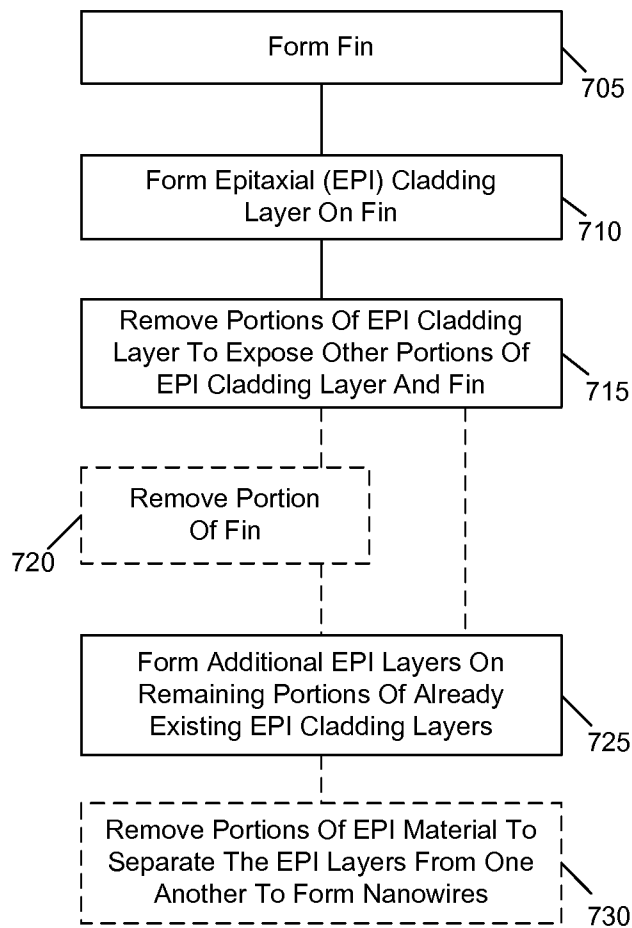 Form Fin
705
Form Epitaxial (EPI) Cladding
Layer On Fin
710
Remove Portions Of EPI Cladding
Layer To Expose Other Portions Of
EPI Cladding Layer And Fin
715
Remove Portion
Of Fin
720
Form Additional EPI Layers On
Remaining Portions Of Already
Existing EPI Cladding Layers
725
Remove Portions Of EPI Material To
Separate The EPI Layers From One
Another To Form Nanowires
730